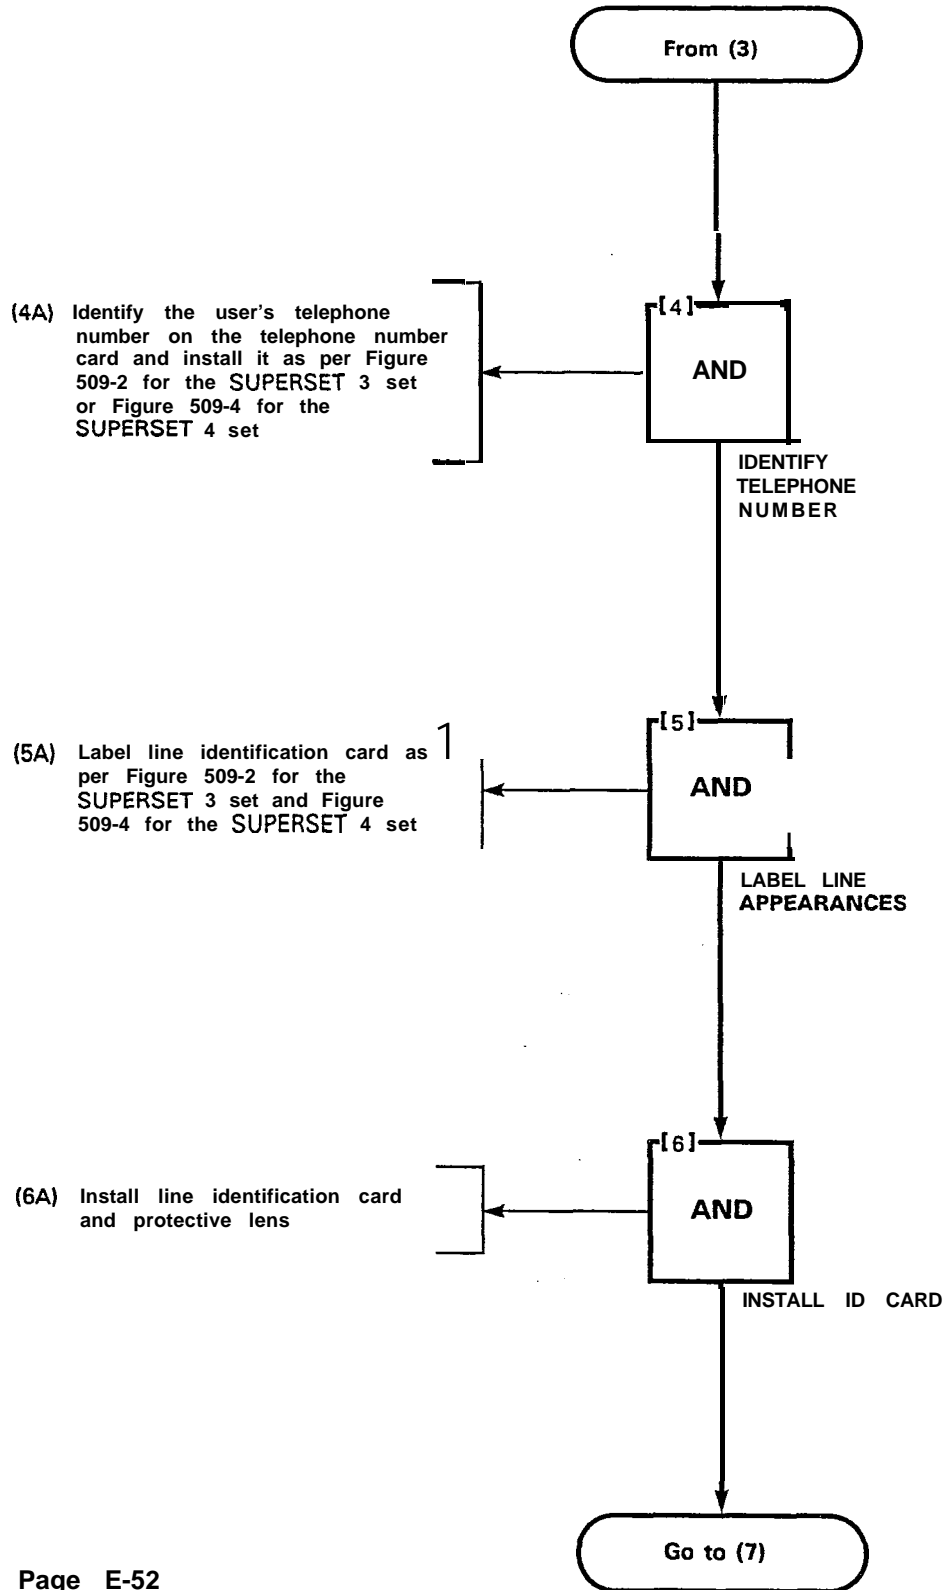 From (3)
[4]
AND
IDENTIFY
TELEPHONE
NUMBER
(4A) Identify the user's telephone
number on the telephone number
card and install it as per Figure
509-2 for the SUPERSET 3 set
or Figure 509-4 for the
SUPERSET 4 set
[5]
AND
LABEL LINE
APPEARANCES
(5A) Label line identification card as
per Figure 509-2 for the
SUPERSET 3 set and Figure
509-4 for the SUPERSET 4 set
[6]
AND
INSTALL ID CARD
(6A) Install line identification card
and protective lens
Go to (7)
Page E-52